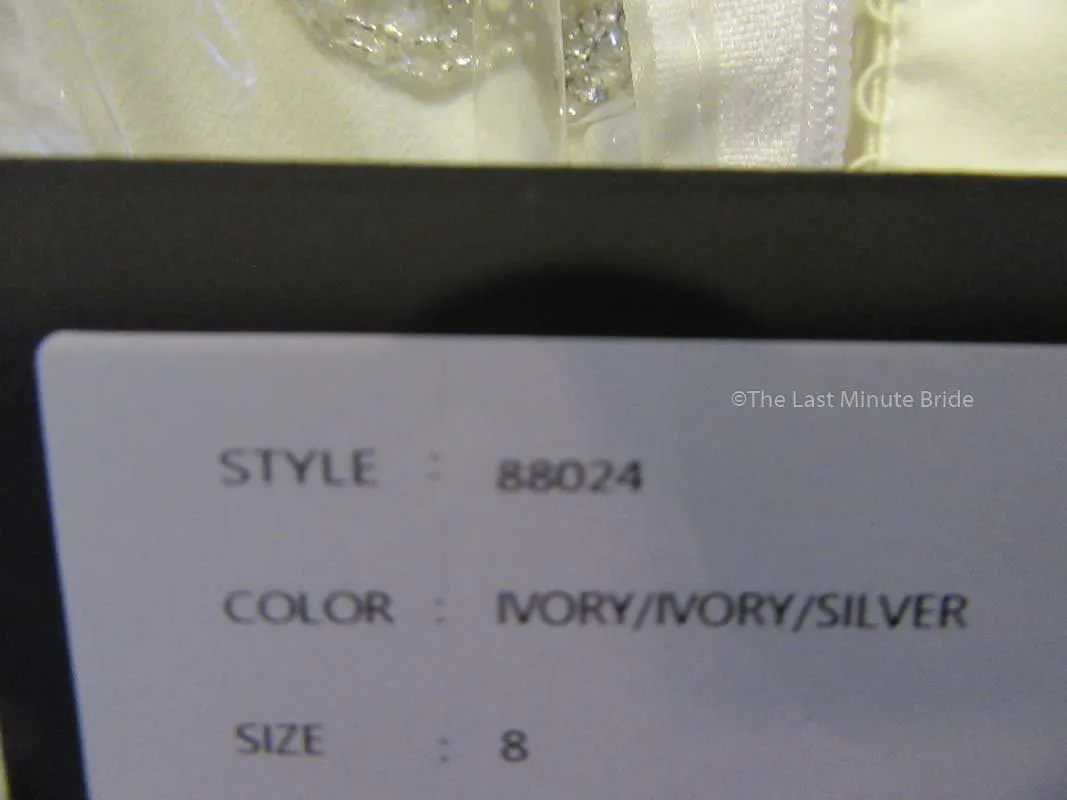 ©The Last Minute Bride
STYLE : 88024
COLOR : IVORY/IVORY/SILVER
SIZE : 8